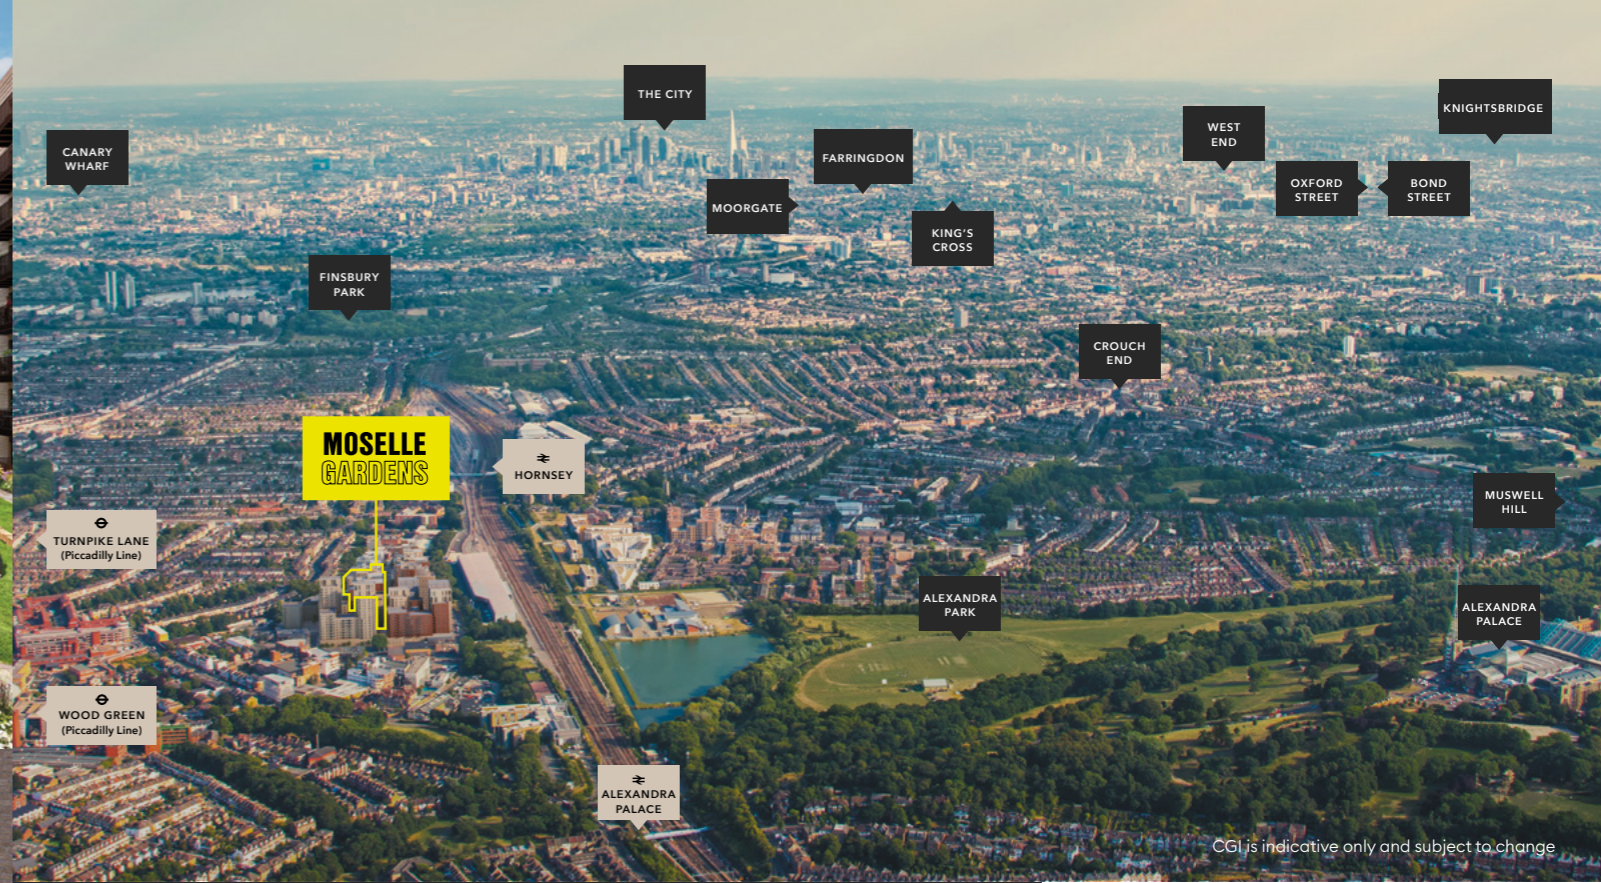 THE CITY
KNIGHTSBRIDGE
WEST
END
CANARY
WHARF
FARRINGDON
MOORGATE
OXFORD
STREET
BOND
STREET
KING'S
CROSS
FINSBURY
PARK
CROUCH
END
MOSELLE
GARDENS
HORNSEY
MUSWELL
HILL
TURNPIKE LANE
(Piccadilly Line)
ALEXANDRA
PARK
ALEXANDRA
PALACE
WOOD GREEN
(Piccadilly Line)
ALEXANDRA
PALACE
CGI is indicative only and subject to change